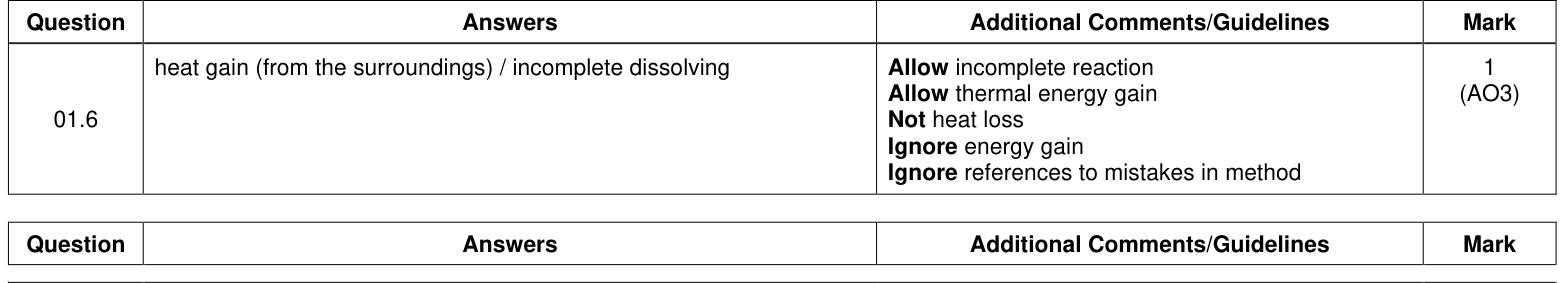 Question Answers Additional Comments/Guidelines Mark
heat gain (from the surroundings) / incomplete dissolving Allow incomplete reaction 1
Allow thermal energy gain (AO3)
01.6 Not heat loss
Ignore energy gain
Ignore references to mistakes in method
Question Answers Additional Comments/Guidelines Mark